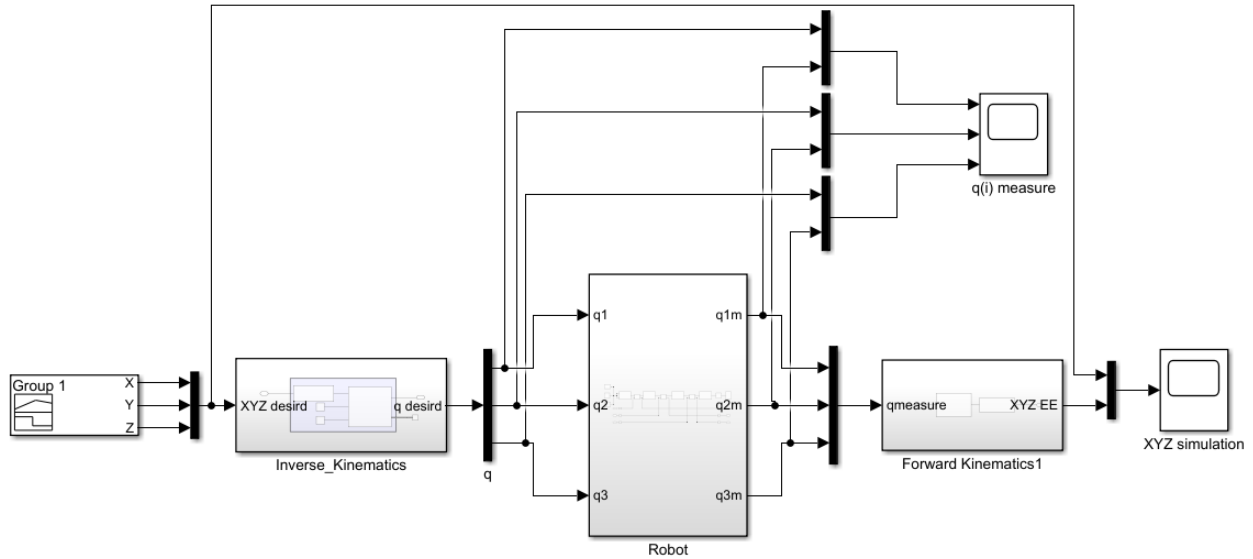 q(i) measure
Group 1
X
Y
Z
XYZ desird
q desird
Inverse_Kinematics
q
q1
q2
q3
q1m
q2m
q3m
Robot
qmeasure
XYZ EE
Forward Kinematics1
XYZ simulation